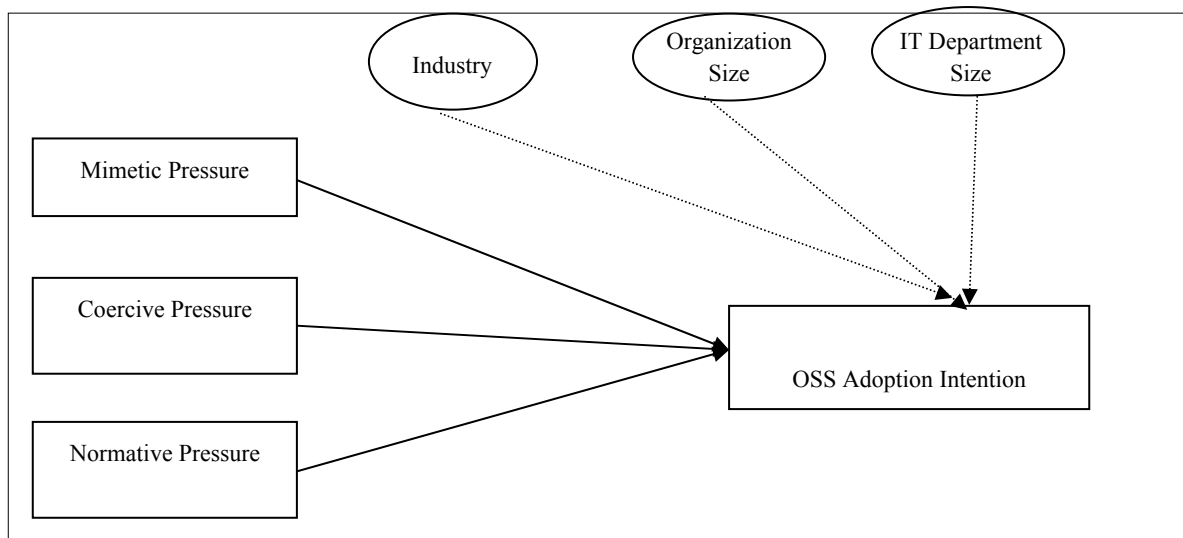 Industry
Organization
Size
IT Department
Size
Mimetic Pressure
Coercive Pressure
Normative Pressure
OSS Adoption Intention